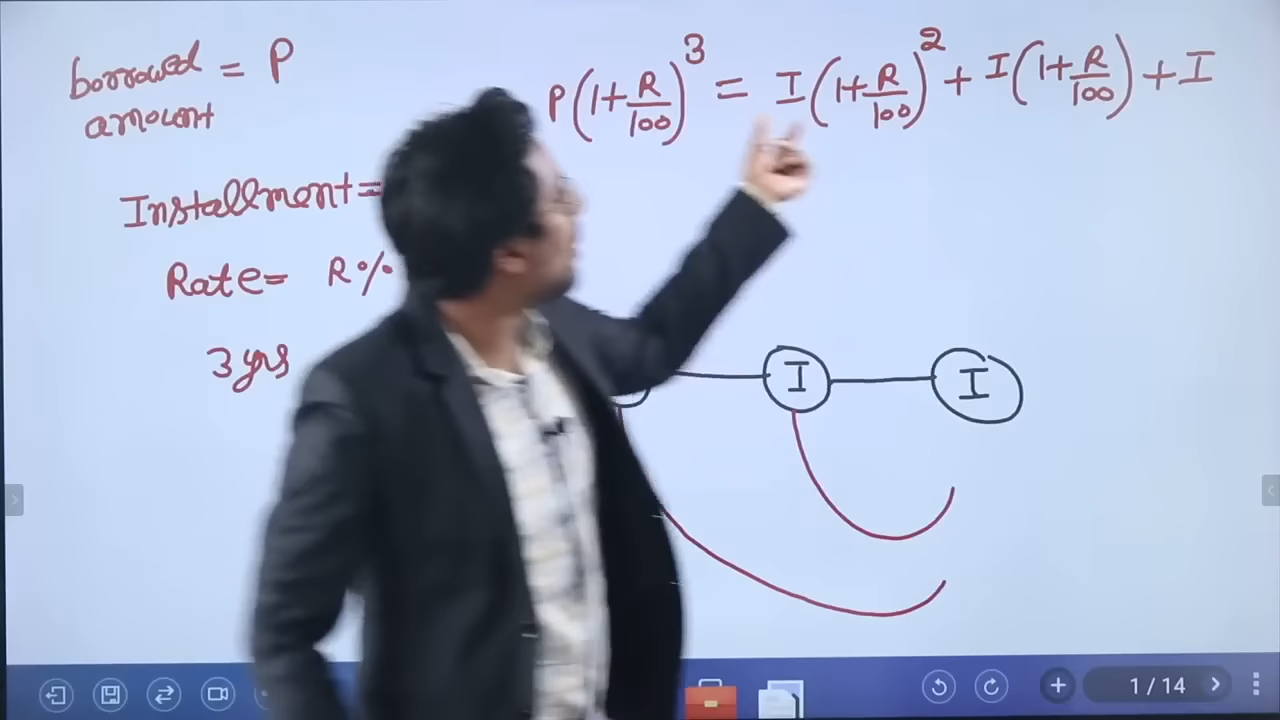 borrowed = P
amount
P(1+R/100)^3 = I(1+R/100)^2 + I(1+R/100) + I
Installment=
Rate= R%
3 yrs
I
I
1 / 14